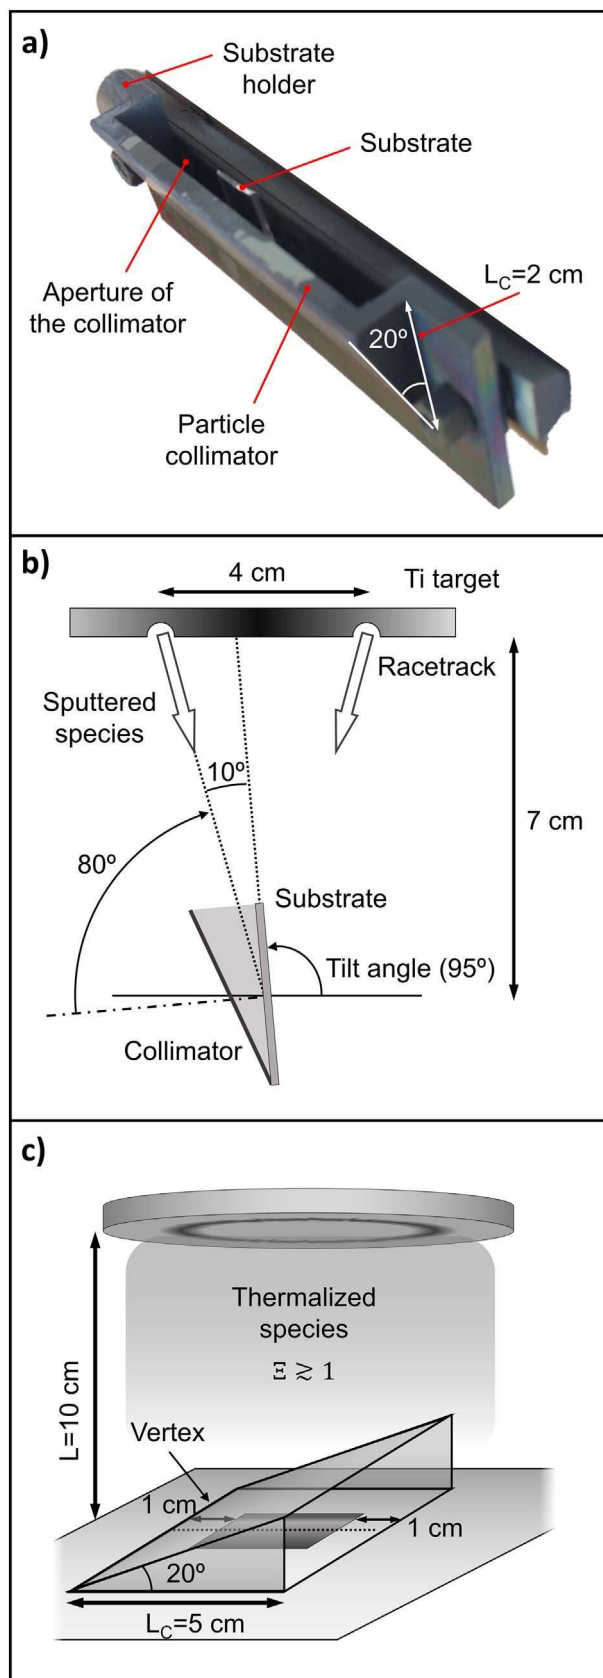 a)
Substrate
holder
Substrate
L_C=2 cm
20º
Aperture of
the collimator
Particle
collimator
b)
4 cm
Ti target
Racetrack
Sputtered
species
10º
7 cm
80º
Substrate
Tilt angle (95º)
Collimator
c)
Thermalized
species
Ξ ≳ 1
L=10 cm
Vertex
1 cm
1 cm
20º
L_C=5 cm